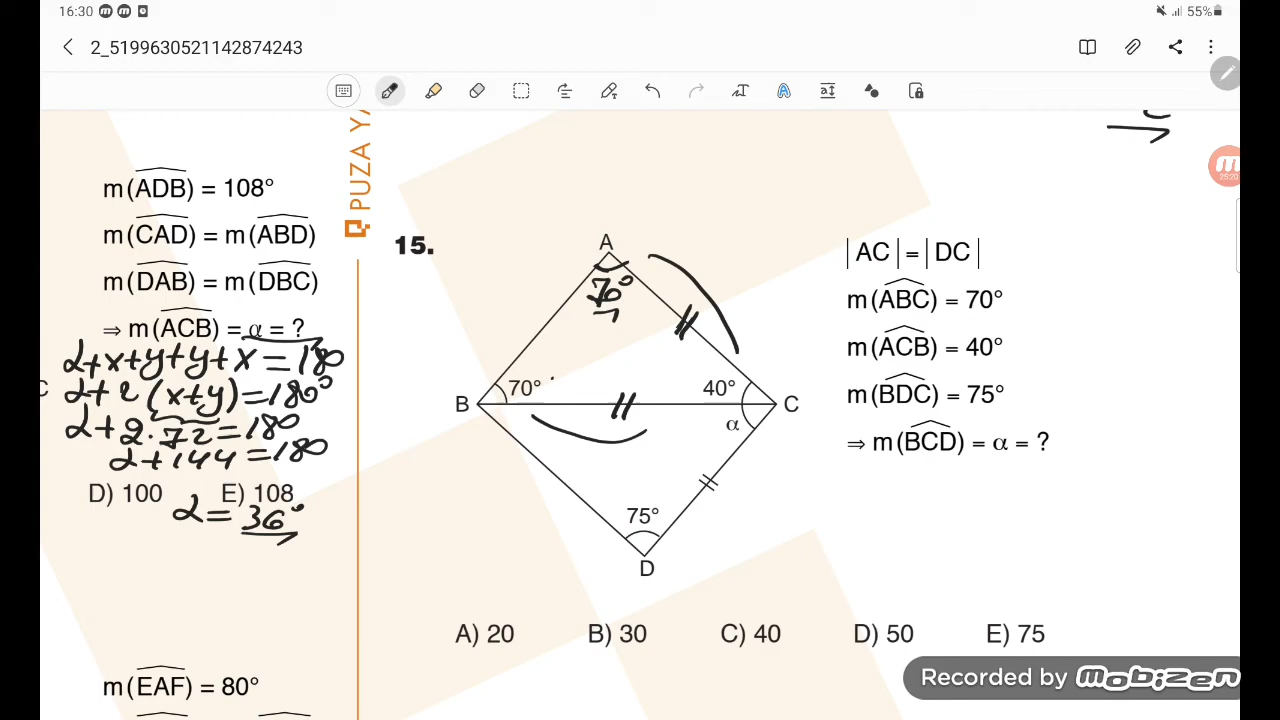 16:30
55%
2_5199630521142874243
PUZA Y
m(ADB) = 108°
m(CAD) = m(ABD)
m(DAB) = m(DBC)
⇒ m(ACB) = α = ?
α+x+y+y+x=180
C
α+2(x+y)=180°
α+2.72=180
α+144=180
D) 100 E) 108
α=36°
m(EAF) = 80°
15.
A
70°
70°
40°
B
C
α
75°
D
|AC| = |DC|
m(ABC) = 70°
m(ACB) = 40°
m(BDC) = 75°
⇒ m(BCD) = α = ?
A) 20 B) 30 C) 40 D) 50 E) 75
25:20
Recorded by mobizen